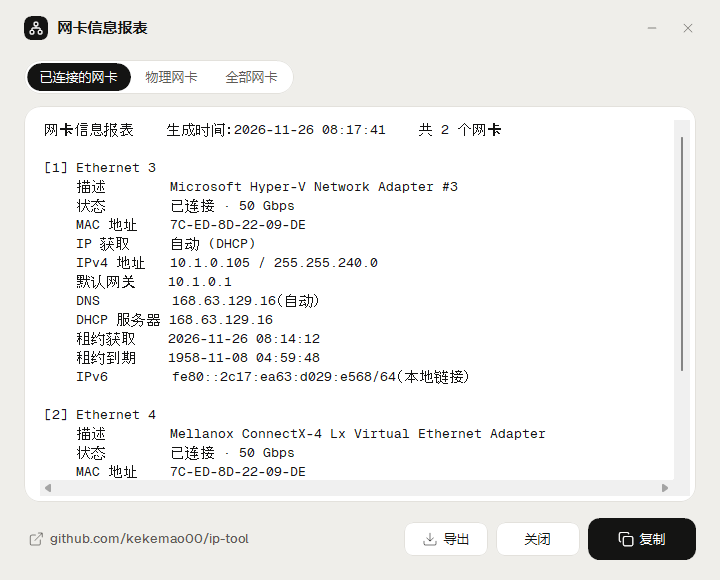 网卡信息报表
已连接的网卡 物理网卡 全部网卡
网卡信息报表 生成时间:2026-11-26 08:17:41 共 2 个网卡
[1] Ethernet 3
描述 Microsoft Hyper-V Network Adapter #3
状态 已连接 · 50 Gbps
MAC 地址 7C-ED-8D-22-09-DE
IP 获取 自动 (DHCP)
IPv4 地址 10.1.0.105 / 255.255.240.0
默认网关 10.1.0.1
DNS 168.63.129.16(自动)
DHCP 服务器 168.63.129.16
租约获取 2026-11-26 08:14:12
租约到期 1958-11-08 04:59:48
IPv6 fe80::2c17:ea63:d029:e568/64(本地链接)
[2] Ethernet 4
描述 Mellanox ConnectX-4 Lx Virtual Ethernet Adapter
状态 已连接 · 50 Gbps
MAC 地址 7C-ED-8D-22-09-DE
github.com/kekemao00/ip-tool 导出 关闭 复制